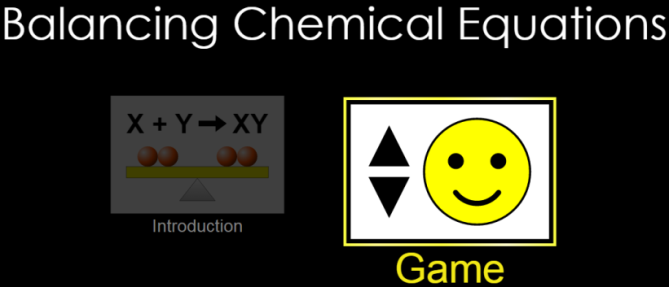 Balancing Chemical Equations
X + Y → XY
Introduction
Game